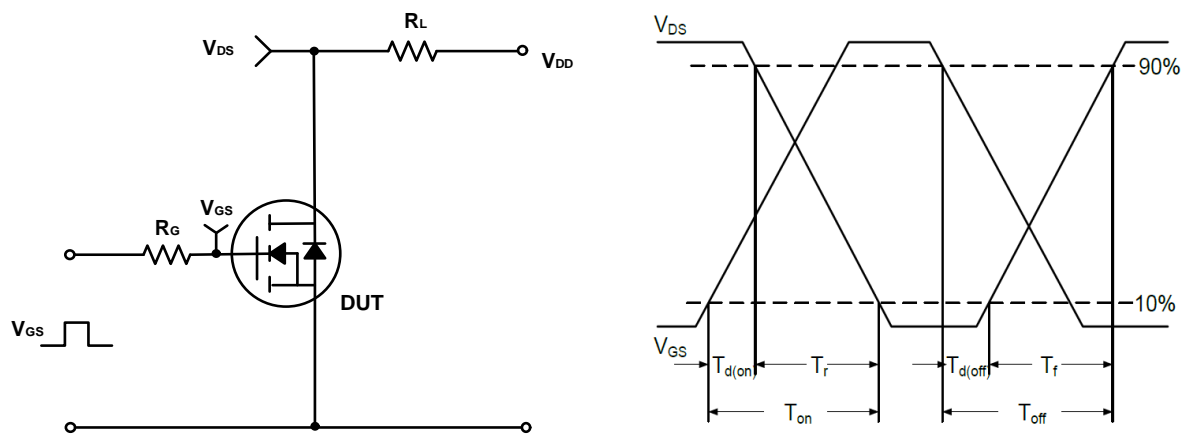 RL
VDS
VDD
VGS
RG
DUT
VGS
VDS
90%
10%
VGS
Td(on)
Tr
Td(off)
Tf
Ton
Toff